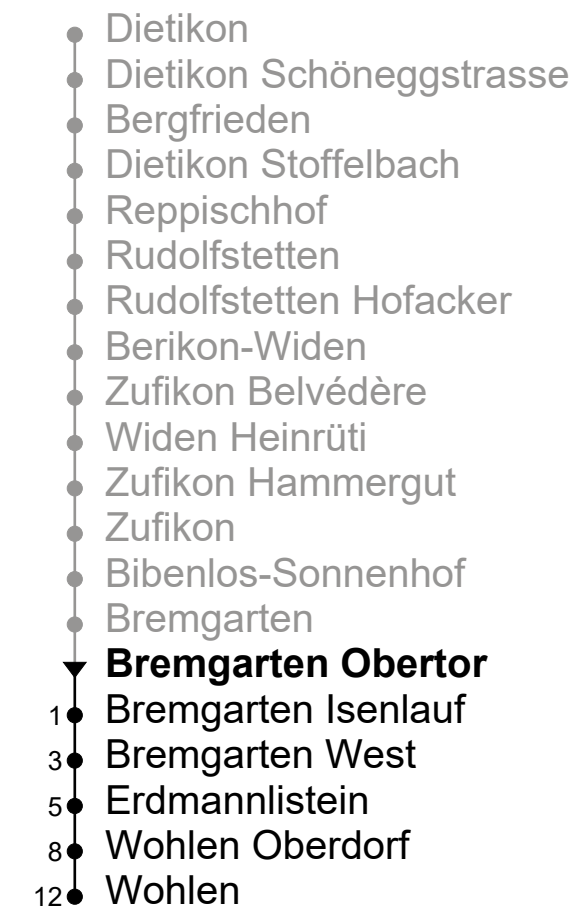 Dietikon
Dietikon Schöneggstrasse
Bergfrieden
Dietikon Stoffelbach
Reppischhof
Rudolfstetten
Rudolfstetten Hofacker
Berikon-Widen
Zufikon Belvédère
Widen Heinrüti
Zufikon Hammergut
Zufikon
Bibenlos-Sonnenhof
Bremgarten
Bremgarten Obertor
1 Bremgarten Isenlauf
3 Bremgarten West
5 Erdmannlistein
8 Wohlen Oberdorf
12 Wohlen